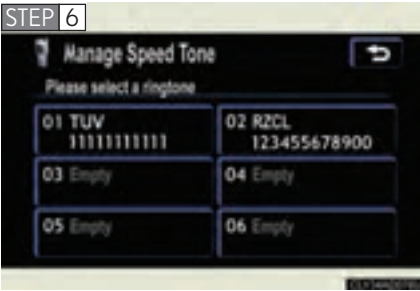 STEP 6
Manage Speed Tone
Please select a ringtone
01 TUV
11111111111
02 RZCL
123455678900
03 Empty
04 Empty
05 Empty
06 Empty